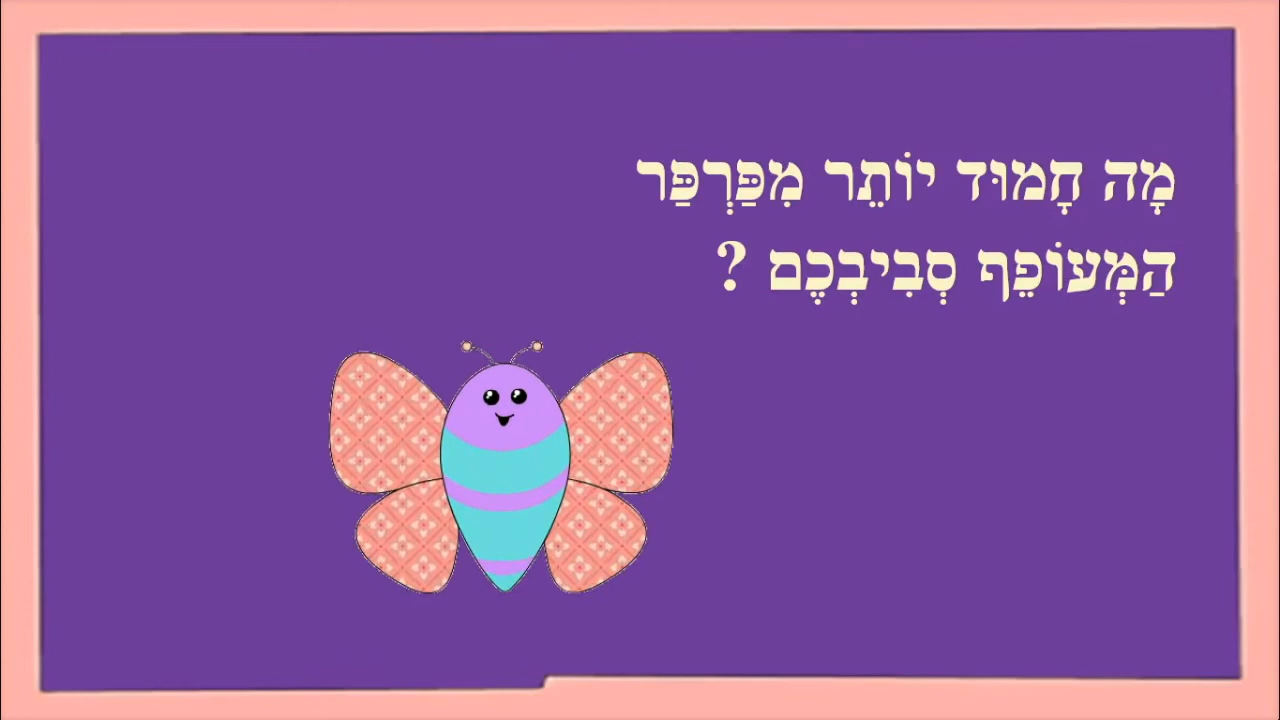 מָה חָמוּד יוֹתֵר מִפַּרְפַּר
הַמְּעוֹפֵף סְבִיבְכֶם ?